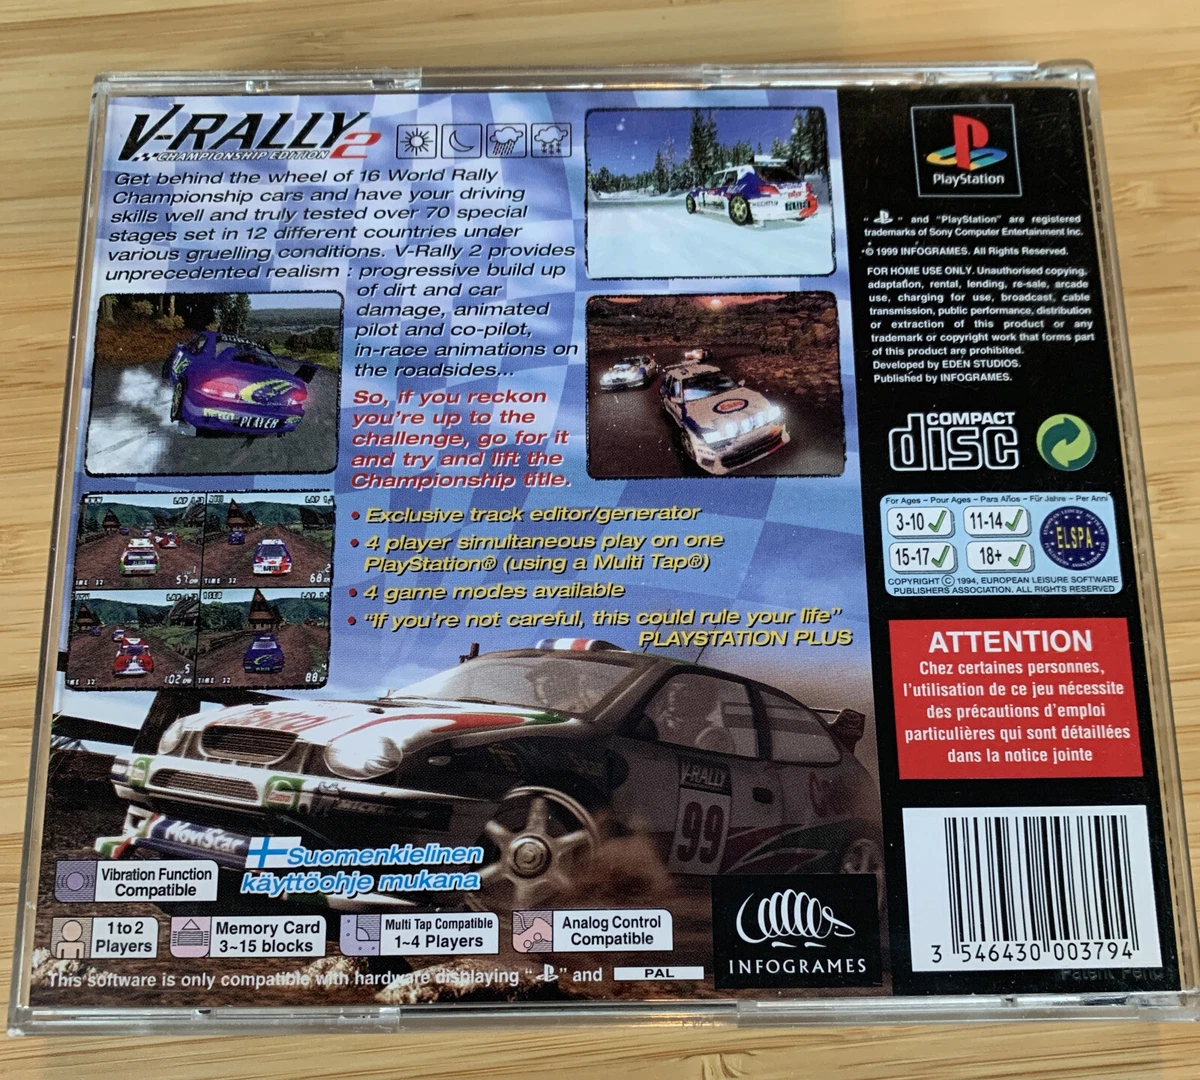 V-RALLY 2
CHAMPIONSHIP EDITION
Get behind the wheel of 16 World Rally
Championship cars and have your driving
skills well and truly tested over 70 special
stages set in 12 different countries under
various gruelling conditions. V-Rally 2 provides
unprecedented realism : progressive build up
of dirt and car
damage, animated
pilot and co-pilot,
in-race animations on
the roadsides...
So, if you reckon
you're up to the
challenge, go for it
and try and lift the
Championship title.
• Exclusive track editor/generator
• 4 player simultaneous play on one
PlayStation® (using a Multi Tap®)
• 4 game modes available
• "If you're not careful, this could rule your life"
PLAYSTATION PLUS
PLAYER
TIME 32
V-RALLY
99
MoviStar
Vibration Function
Compatible
Suomenkielinen
käyttöohje mukana
1 to 2
Players
Memory Card
3~15 blocks
Multi Tap Compatible
1~4 Players
Analog Control
Compatible
This software is only compatible with hardware displaying " " and PAL
INFOGRAMES
PlayStation
" " and "PlayStation" are registered
trademarks of Sony Computer Entertainment Inc.
© 1999 INFOGRAMES. All Rights Reserved.
FOR HOME USE ONLY. Unauthorised copying,
adaptation, rental, lending, re-sale, arcade
use, charging for use, broadcast, cable
transmission, public performance, distribution
or extraction of this product or any
trademark or copyright work that forms part
of this product are prohibited.
Developed by EDEN STUDIOS.
Published by INFOGRAMES.
COMPACT
disc
For Ages - Pour Ages - Para Años - Für Jahre - Per Anni
3-10 ✓ 11-14 ✓
15-17 ✓ 18+ ✓
ELSPA
COPYRIGHT © 1994, EUROPEAN LEISURE SOFTWARE
PUBLISHERS ASSOCIATION. ALL RIGHTS RESERVED
ATTENTION
Chez certaines personnes,
l'utilisation de ce jeu nécessite
des précautions d'emploi
particulières qui sont détaillées
dans la notice jointe
3 546430 003794